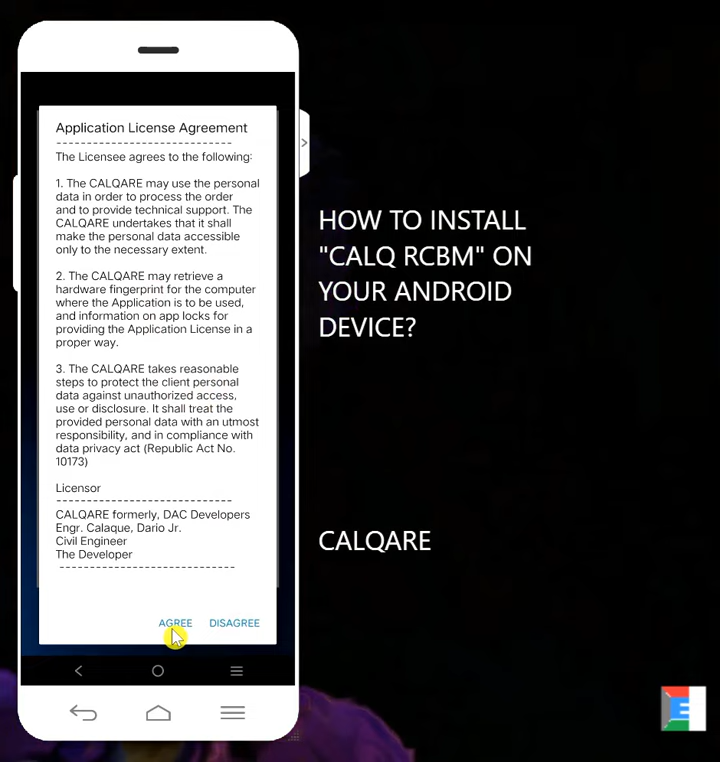 Application License Agreement
-----------------------------
The Licensee agrees to the following:
1. The CALQARE may use the personal
data in order to process the order
and to provide technical support. The
CALQARE undertakes that it shall
make the personal data accessible
only to the necessary extent.
2. The CALQARE may retrieve a
hardware fingerprint for the computer
where the Application is to be used,
and information on app locks for
providing the Application License in a
proper way.
3. The CALQARE takes reasonable
steps to protect the client personal
data against unauthorized access,
use or disclosure. It shall treat the
provided personal data with an utmost
responsibility, and in compliance with
data privacy act (Republic Act No.
10173)
Licensor
-----------------------------
CALQARE formerly, DAC Developers
Engr. Calaque, Dario Jr.
Civil Engineer
The Developer
-----------------------------
AGREE DISAGREE
HOW TO INSTALL
"CALQ RCBM" ON
YOUR ANDROID
DEVICE?
CALQARE
E